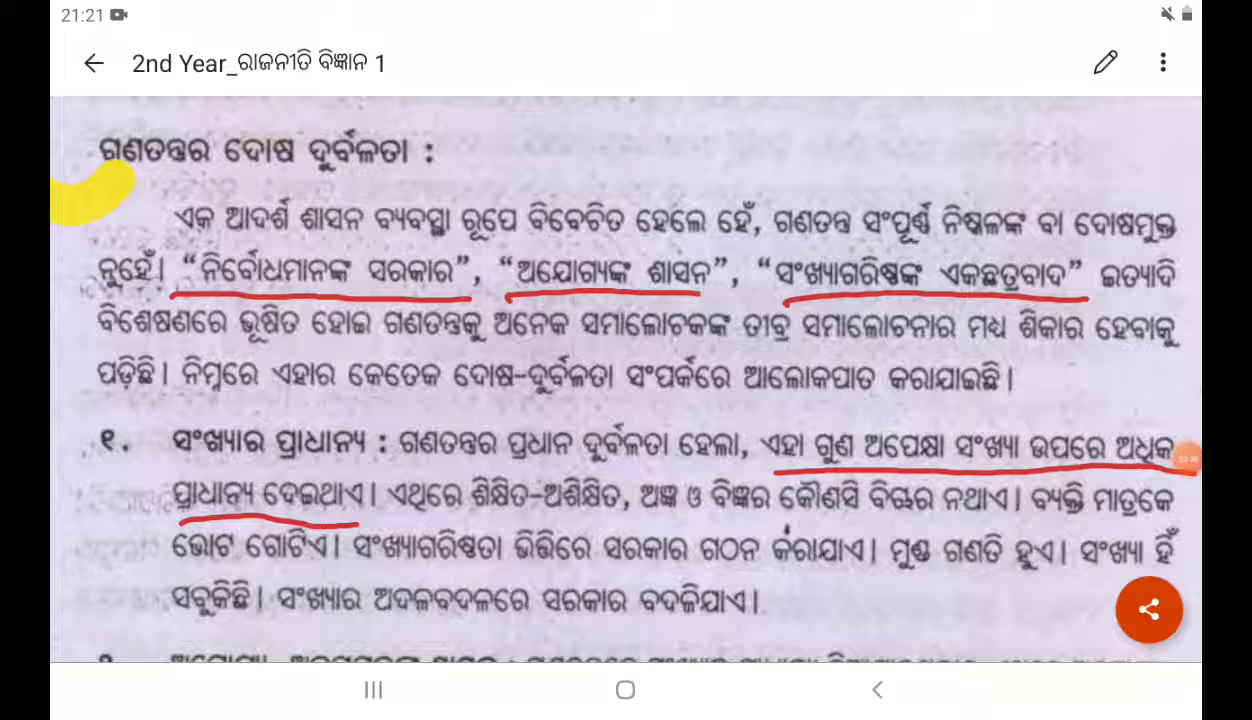 21:21
2nd Year_ରାଜନୀତି ବିଜ୍ଞାନ 1
ଗଣତନ୍ତ୍ରର ଦୋଷ ଦୁର୍ବଳତା :
ଏକ ଆଦର୍ଶ ଶାସନ ବ୍ୟବସ୍ଥା ରୂପେ ବିବେଚିତ ହେଲେ ହେଁ, ଗଣତନ୍ତ୍ର ସଂପୂର୍ଣ୍ଣ ନିଷ୍କଳଙ୍କ ବା ଦୋଷମୁକ୍ତ
ନୁହେଁ। “ନିର୍ବୋଧମାନଙ୍କ ସରକାର”, “ଅଯୋଗ୍ୟଙ୍କ ଶାସନ”, “ସଂଖ୍ୟାଗରିଷ୍ଠଙ୍କ ଏକଛତ୍ରବାଦ” ଇତ୍ୟାଦି
ବିଶେଷଣରେ ଭୂଷିତ ହୋଇ ଗଣତନ୍ତ୍ରକୁ ଅନେକ ସମାଲୋଚକଙ୍କ ତୀବ୍ର ସମାଲୋଚନାର ମଧ୍ୟ ଶିକାର ହେବାକୁ
ପଡ଼ିଛି। ନିମ୍ନରେ ଏହାର କେତେକ ଦୋଷ-ଦୁର୍ବଳତା ସଂପର୍କରେ ଆଲୋକପାତ କରାଯାଇଛି।
୧. ସଂଖ୍ୟାର ପ୍ରାଧାନ୍ୟ : ଗଣତନ୍ତ୍ରର ପ୍ରଧାନ ଦୁର୍ବଳତା ହେଲା, ଏହା ଗୁଣ ଅପେକ୍ଷା ସଂଖ୍ୟା ଉପରେ ଅଧିକ
ପ୍ରାଧାନ୍ୟ ଦେଇଥାଏ। ଏଥିରେ ଶିକ୍ଷିତ-ଅଶିକ୍ଷିତ, ଅଜ୍ଞ ଓ ବିଜ୍ଞର କୌଣସି ବିଚ୍ଚର ନଥାଏ। ବ୍ୟକ୍ତି ମାତ୍ରକେ
ଭୋଟ ଗୋଟିଏ। ସଂଖ୍ୟାଗରିଷ୍ଠତା ଭିତ୍ତିରେ ସରକାର ଗଠନ କରାଯାଏ। ମୁଣ୍ଡ ଗଣତି ହୁଏ। ସଂଖ୍ୟା ହିଁ
ସବୁକିଛି। ସଂଖ୍ୟାର ଅଦଳବଦଳରେ ସରକାର ବଦଳିଯାଏ।